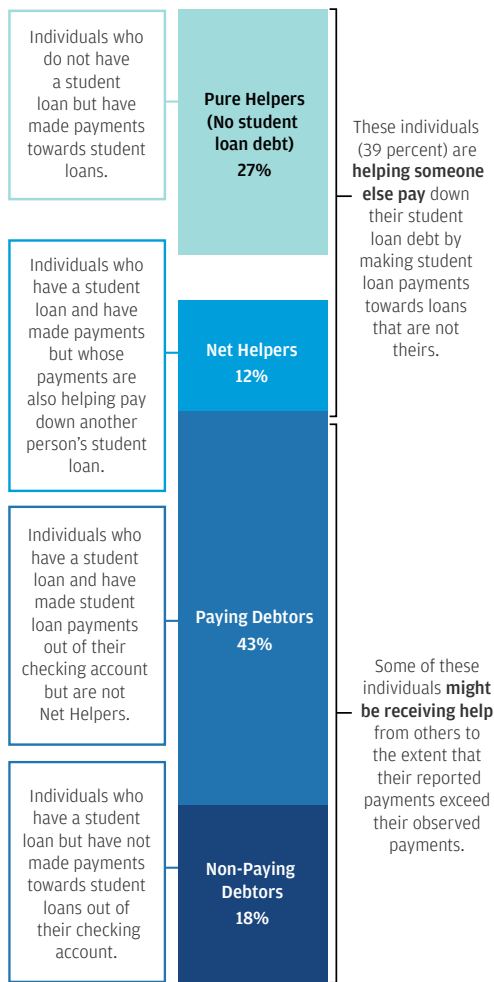 Individuals who
do not have
a student
loan but have
made payments
towards student
loans.
Pure Helpers
(No student
loan debt)
27%
These individuals
(39 percent) are
helping someone
else pay down
their student
loan debt by
making student
loan payments
towards loans
that are not
theirs.
Individuals who
have a student
loan and have
made payments
but whose
payments are
also helping pay
down another
person's student
loan.
Net Helpers
12%
Individuals who
have a student
loan and have
made student
loan payments
out of their
checking account
but are not
Net Helpers.
Paying Debtors
43%
Some of these
individuals might
be receiving help
from others to
the extent that
their reported
payments exceed
their observed
payments.
Individuals who
have a student
loan but have not
made payments
towards student
loans out of
their checking
account.
Non-Paying
Debtors
18%